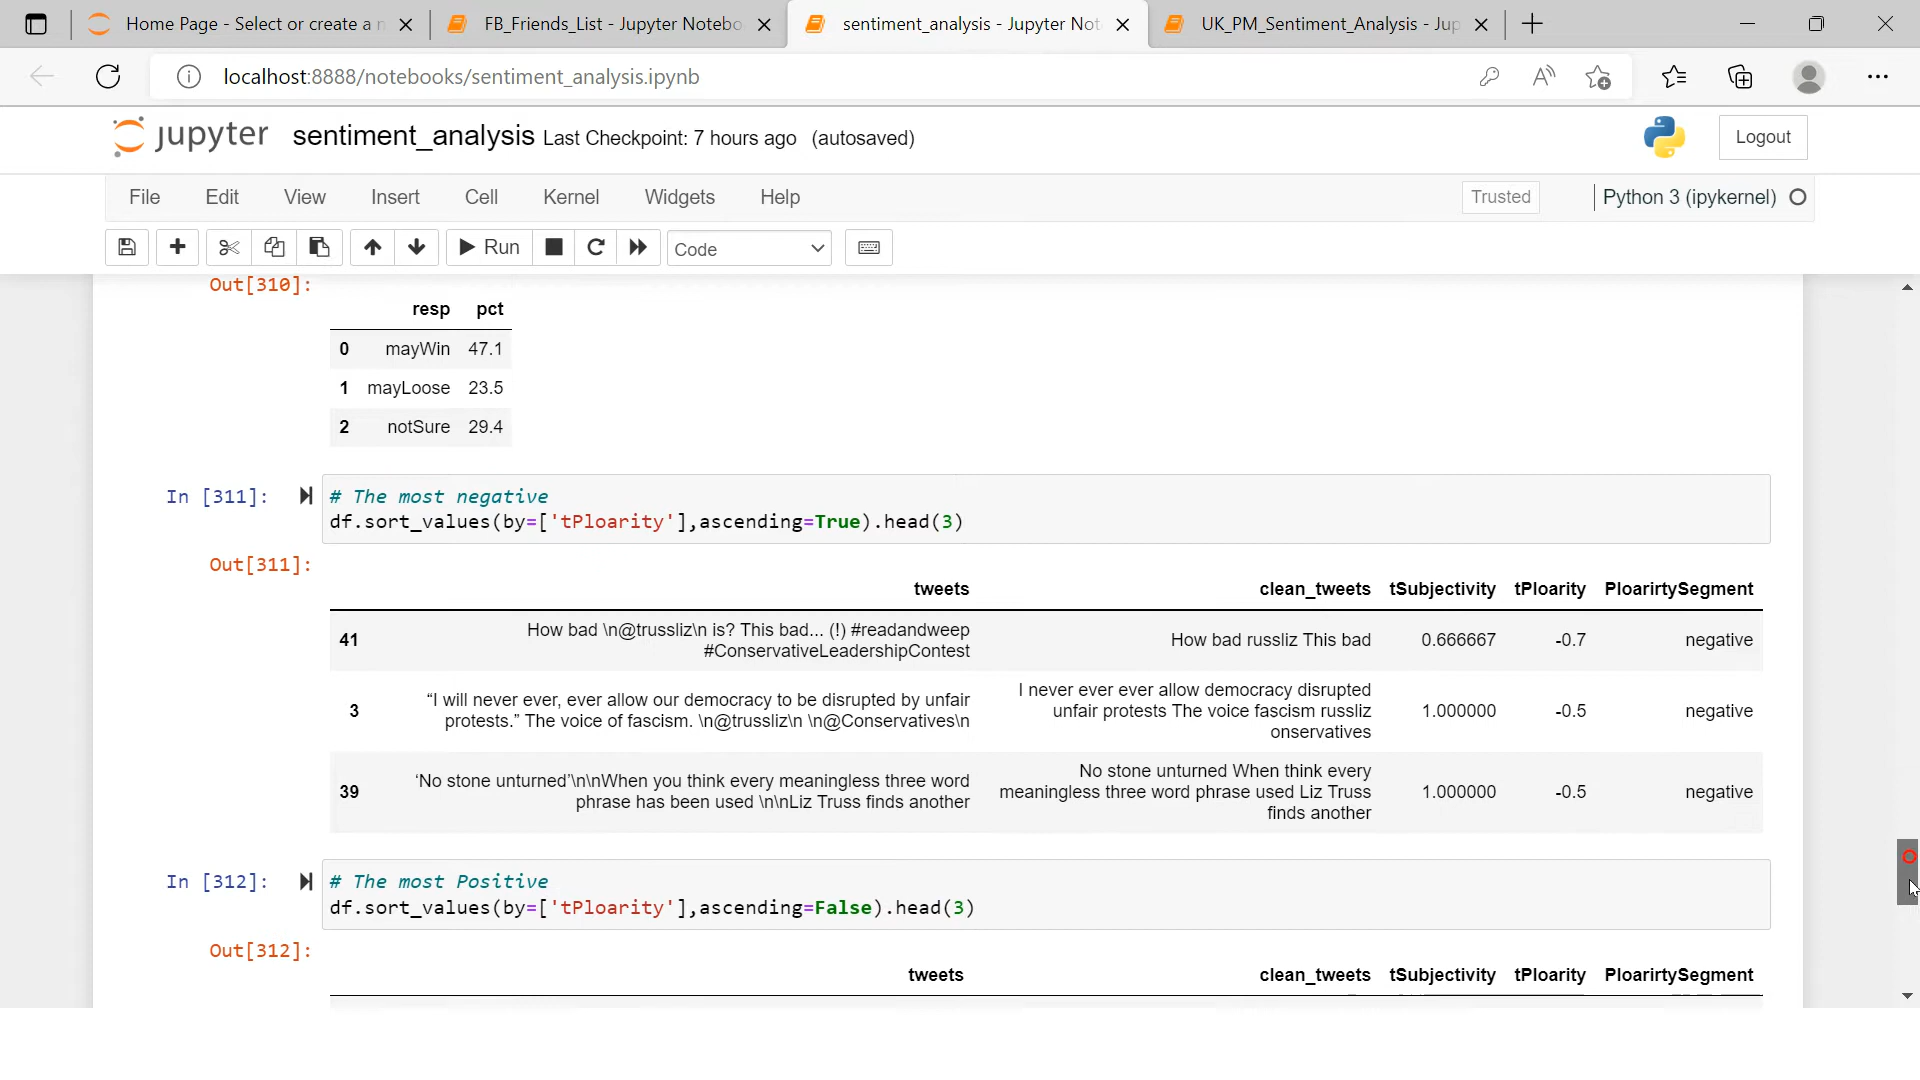 Home Page - Select or create a n
FB_Friends_List - Jupyter Notebo
sentiment_analysis - Jupyter Not
UK_PM_Sentiment_Analysis - Jup
localhost:8888/notebooks/sentiment_analysis.ipynb
jupyter sentiment_analysis Last Checkpoint: 7 hours ago (autosaved)
Logout
File Edit View Insert Cell Kernel Widgets Help
Trusted
Python 3 (ipykernel)
Run
Code
Out[310]:
resp pct
0 mayWin 47.1
1 mayLoose 23.5
2 notSure 29.4
In [311]:
# The most negative
df.sort_values(by=['tPloarity'],ascending=True).head(3)
Out[311]:
tweets clean_tweets tSubjectivity tPloarity PloarirtySegment
41
How bad \n@trussliz\n is? This bad... (!) #readandweep
#ConservativeLeadershipContest
How bad russliz This bad
0.666667 -0.7 negative
3
“I will never ever, ever allow our democracy to be disrupted by unfair
protests.” The voice of fascism. \n@trussliz\n \n@Conservatives\n
I never ever ever allow democracy disrupted
unfair protests The voice fascism russliz
onservatives
1.000000 -0.5 negative
39
‘No stone unturned’\n\nWhen you think every meaningless three word
phrase has been used \n\nLiz Truss finds another
No stone unturned When think every
meaningless three word phrase used Liz Truss
finds another
1.000000 -0.5 negative
In [312]:
# The most Positive
df.sort_values(by=['tPloarity'],ascending=False).head(3)
Out[312]:
tweets clean_tweets tSubjectivity tPloarity PloarirtySegment